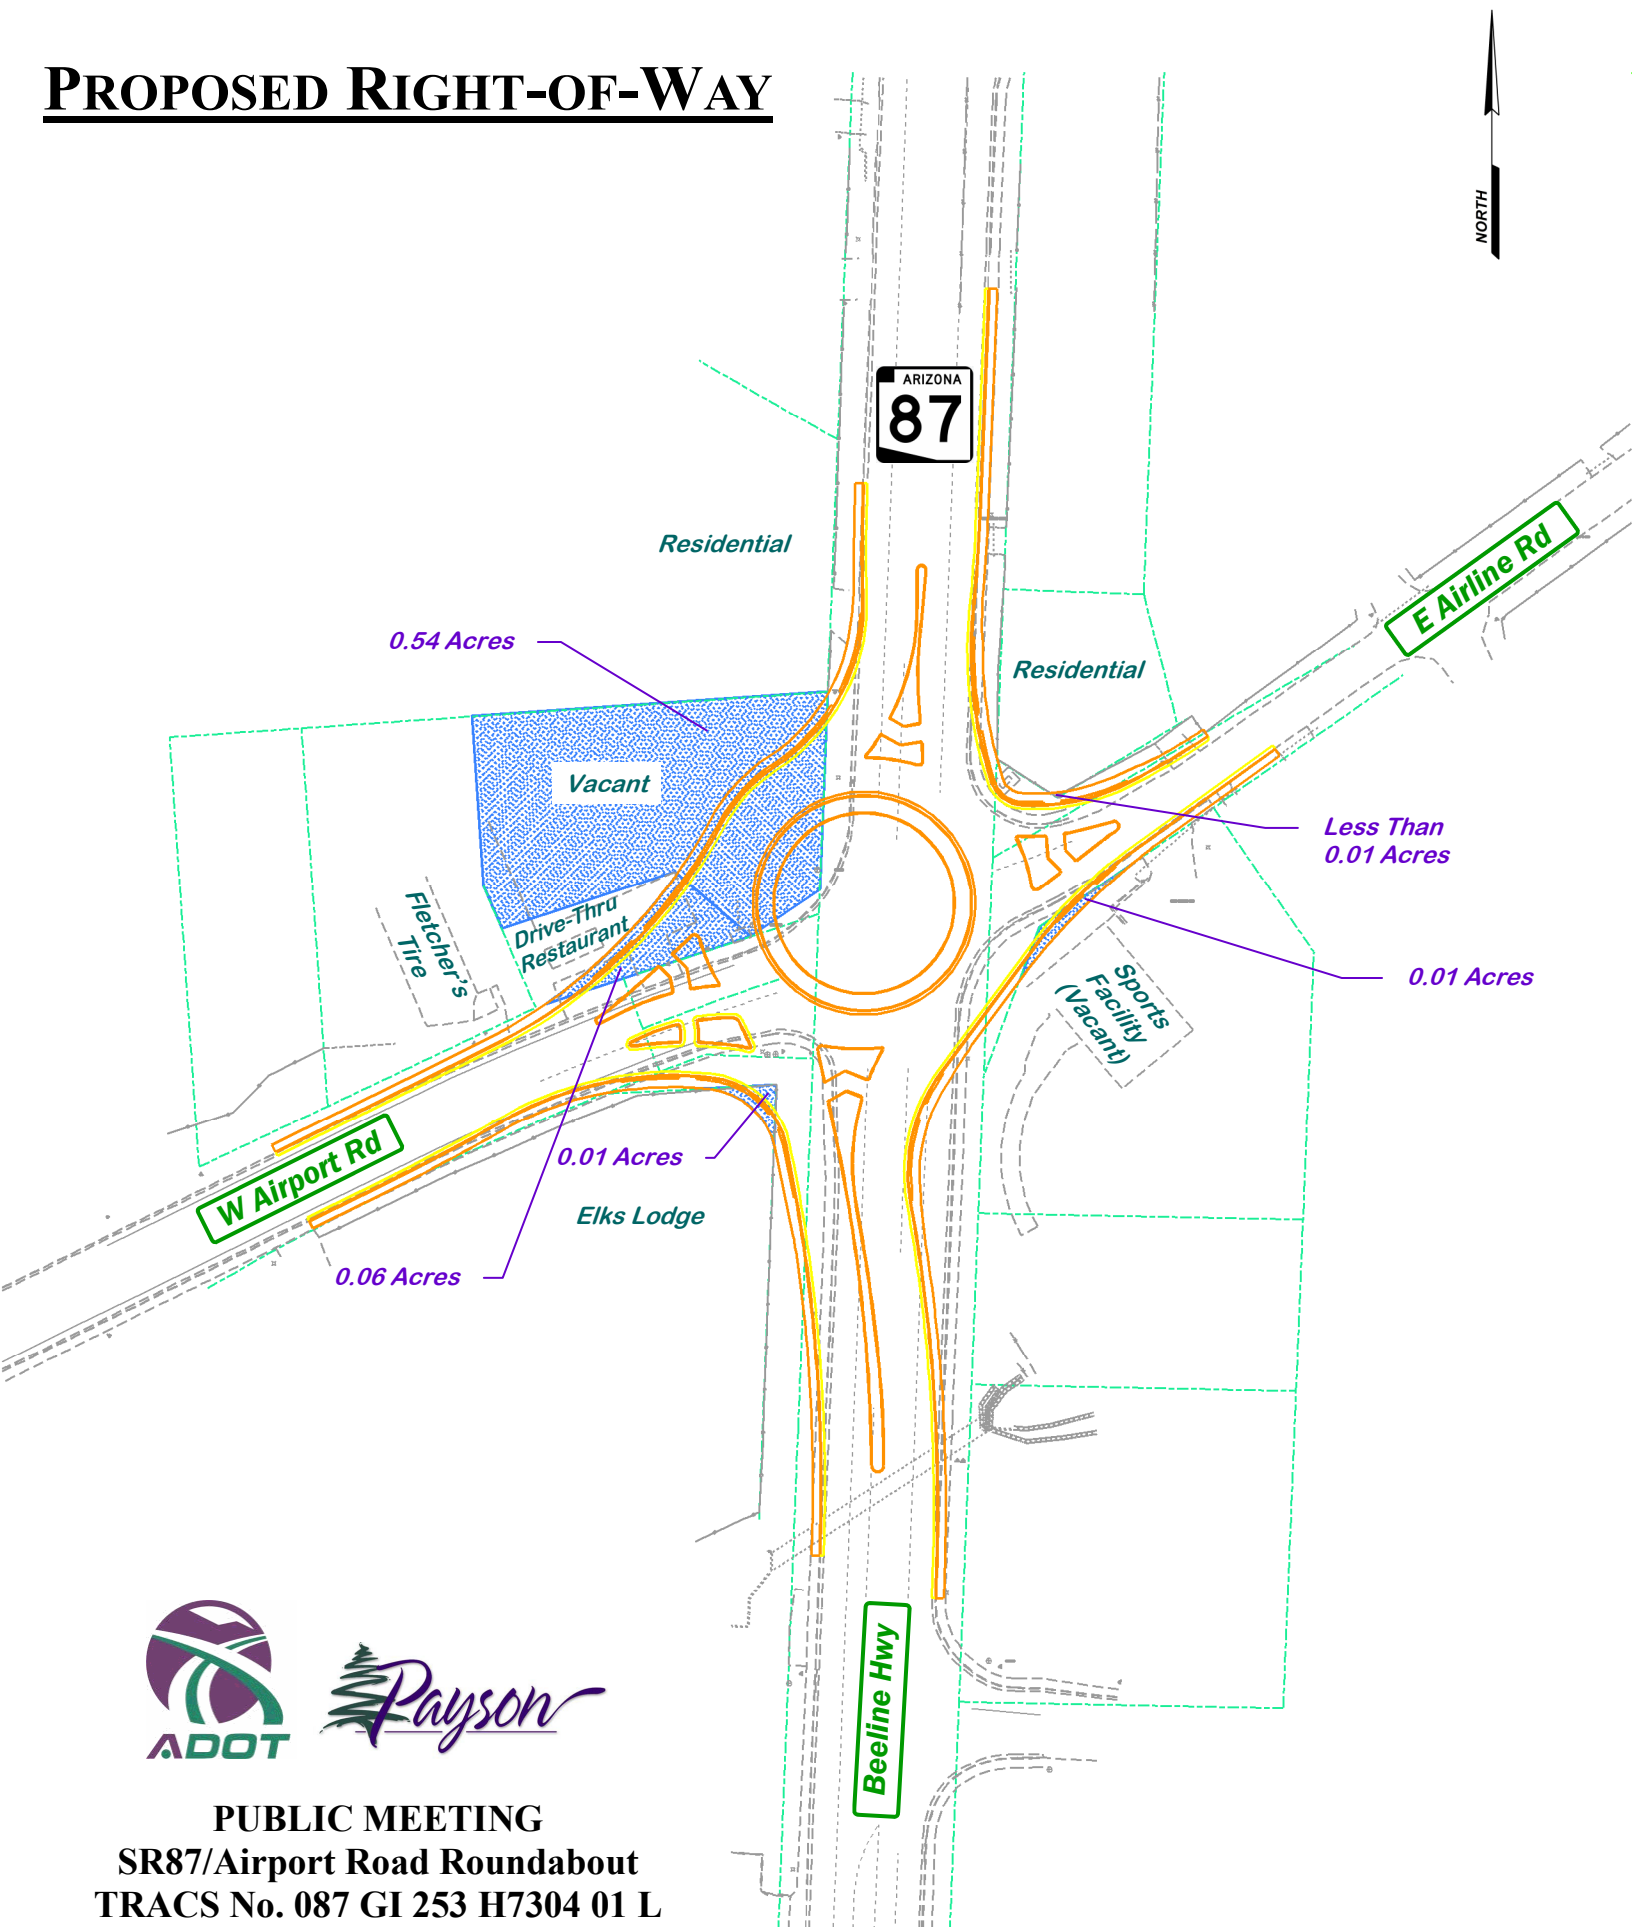 PROPOSED RIGHT-OF-WAY
NORTH
ARIZONA
87
E Airline Rd
Residential
0.54 Acres
Residential
Vacant
Less Than
0.01 Acres
Fletcher's
Tire
Drive-Thru
Restaurant
0.01 Acres
Sports
Facility
(Vacant)
W Airport Rd
0.01 Acres
Elks Lodge
0.06 Acres
Beeline Hwy
ADOT
Payson
PUBLIC MEETING
SR87/Airport Road Roundabout
TRACS No. 087 GI 253 H7304 01 L